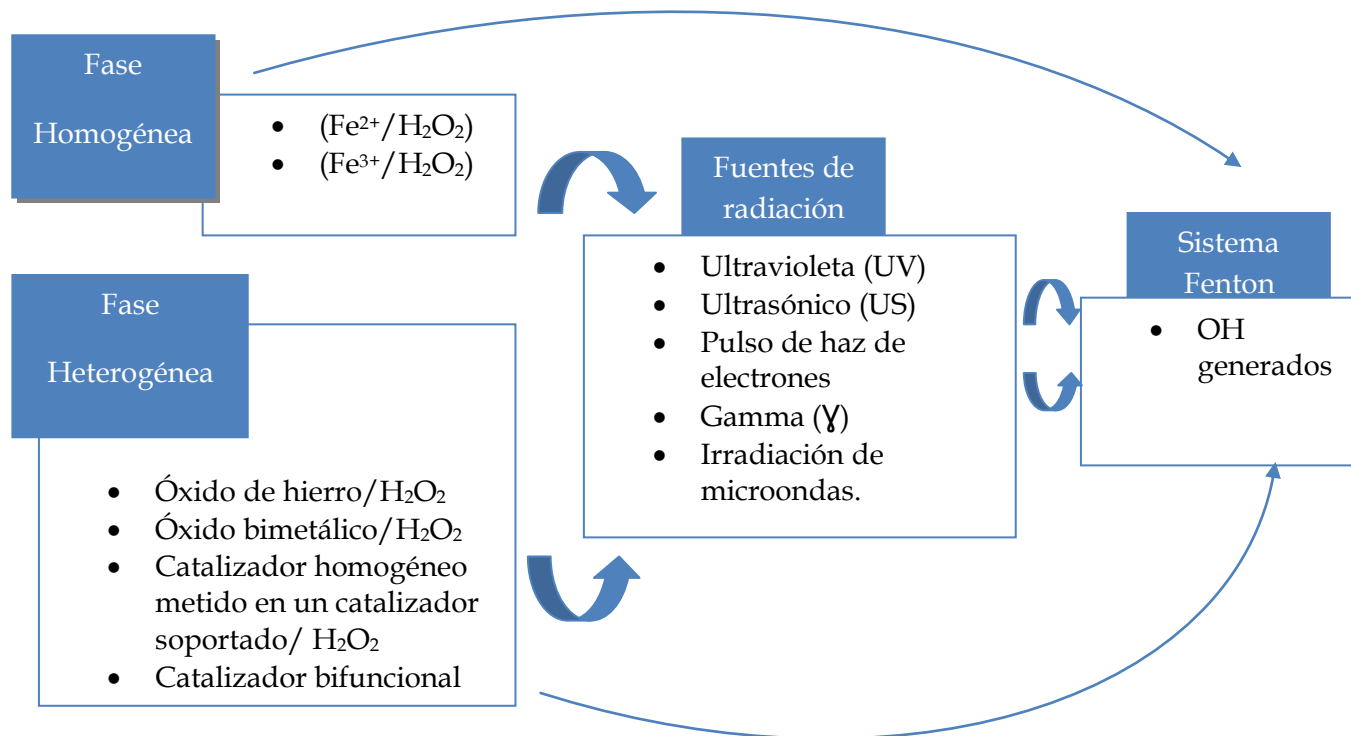 Fase
Homogénea
• (Fe²⁺/H₂O₂)
• (Fe³⁺/H₂O₂)
Fase
Heterogénea
• Óxido de hierro/H₂O₂
• Óxido bimetálico/H₂O₂
• Catalizador homogéneo
metido en un catalizador
soportado/ H₂O₂
• Catalizador bifuncional
Fuentes de
radiación
• Ultravioleta (UV)
• Ultrasónico (US)
• Pulso de haz de
electrones
• Gamma (Ɣ)
• Irradiación de
microondas.
Sistema
Fenton
• OH
generados